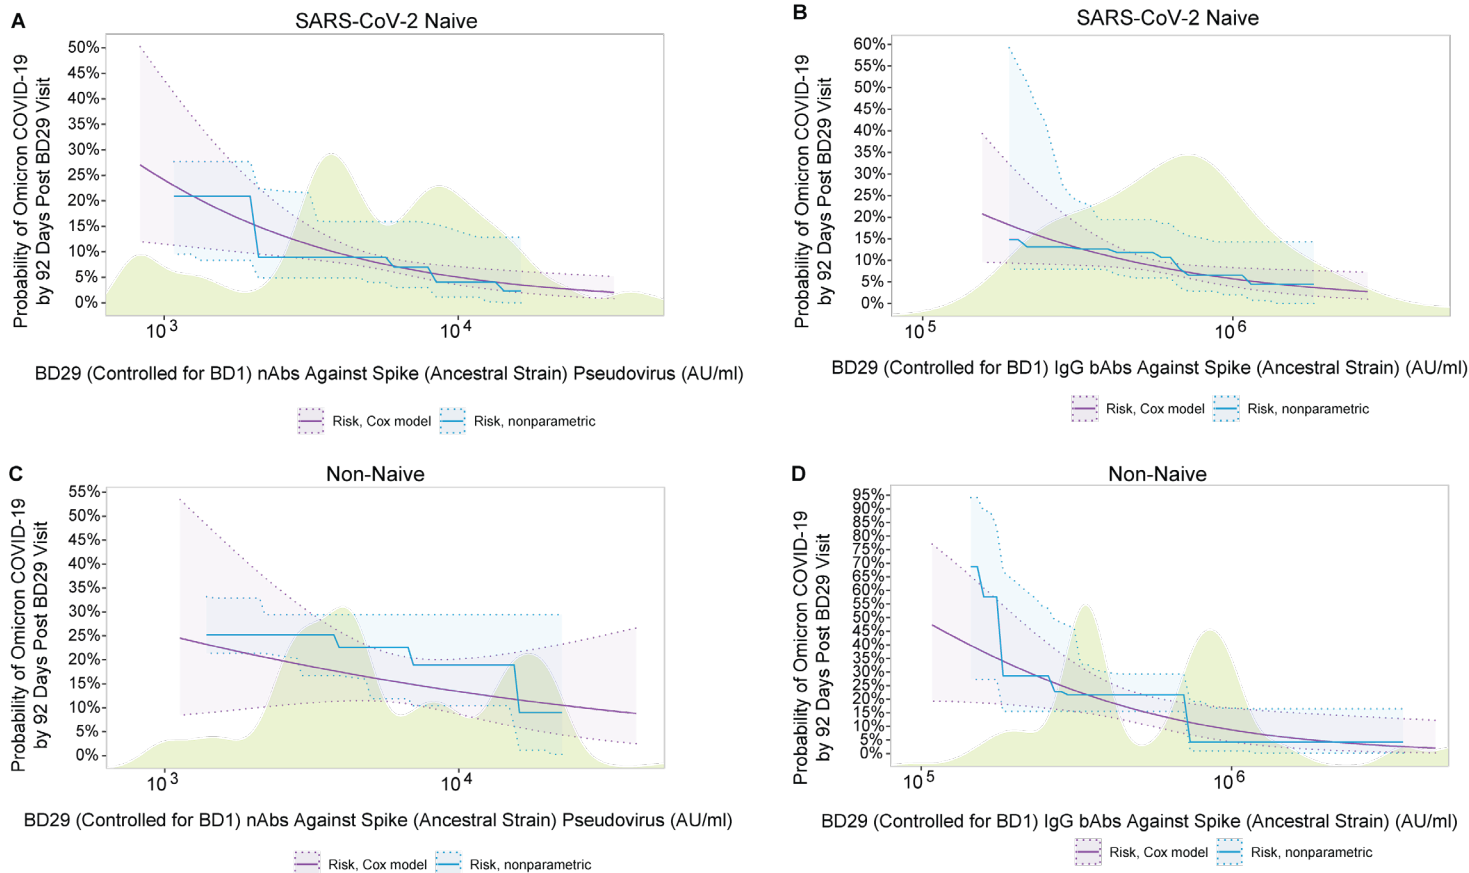 A
SARS-CoV-2 Naive
Probability of Omicron COVID-19
by 92 Days Post BD29 Visit
50%
45%
40%
35%
30%
25%
20%
15%
10%
5%
0%
10 3
10 4
BD29 (Controlled for BD1) nAbs Against Spike (Ancestral Strain) Pseudovirus (AU/ml)
Risk, Cox model
Risk, nonparametric
B
SARS-CoV-2 Naive
Probability of Omicron COVID-19
by 92 Days Post BD29 Visit
60%
55%
50%
45%
40%
35%
30%
25%
20%
15%
10%
5%
0%
10 5
10 6
BD29 (Controlled for BD1) IgG bAbs Against Spike (Ancestral Strain) (AU/ml)
Risk, Cox model
Risk, nonparametric
C
Non-Naive
Probability of Omicron COVID-19
by 92 Days Post BD29 Visit
55%
50%
45%
40%
35%
30%
25%
20%
15%
10%
5%
0%
10 3
10 4
BD29 (Controlled for BD1) nAbs Against Spike (Ancestral Strain) Pseudovirus (AU/ml)
Risk, Cox model
Risk, nonparametric
D
Non-Naive
Probability of Omicron COVID-19
by 92 Days Post BD29 Visit
95%
90%
85%
80%
75%
70%
65%
60%
55%
50%
45%
40%
35%
30%
25%
20%
15%
10%
5%
0%
10 5
10 6
BD29 (Controlled for BD1) IgG bAbs Against Spike (Ancestral Strain) (AU/ml)
Risk, Cox model
Risk, nonparametric